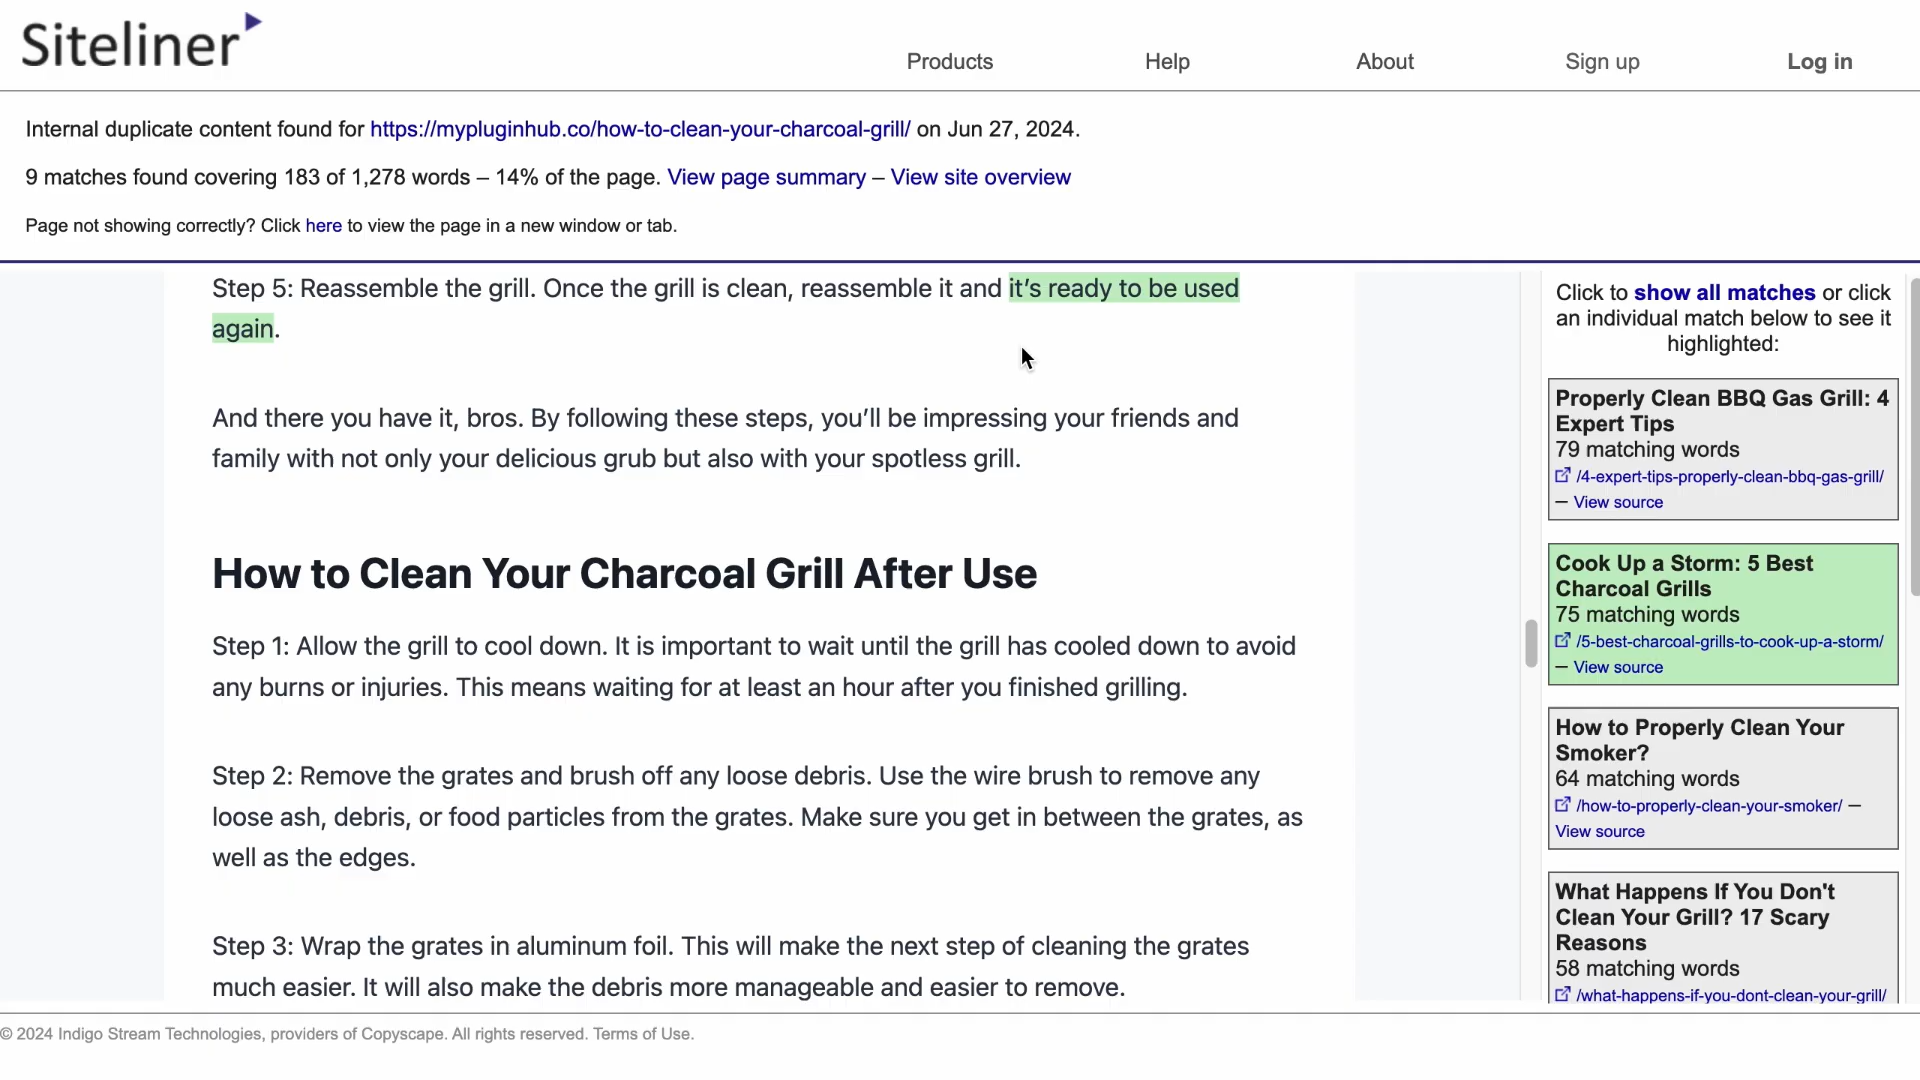 Siteliner
Products
Help
About
Sign up
Log in
Internal duplicate content found for https://mypluginhub.co/how-to-clean-your-charcoal-grill/ on Jun 27, 2024.
9 matches found covering 183 of 1,278 words – 14% of the page. View page summary – View site overview
Page not showing correctly? Click here to view the page in a new window or tab.
Step 5: Reassemble the grill. Once the grill is clean, reassemble it and it’s ready to be used
again.
And there you have it, bros. By following these steps, you’ll be impressing your friends and
family with not only your delicious grub but also with your spotless grill.
How to Clean Your Charcoal Grill After Use
Step 1: Allow the grill to cool down. It is important to wait until the grill has cooled down to avoid
any burns or injuries. This means waiting for at least an hour after you finished grilling.
Step 2: Remove the grates and brush off any loose debris. Use the wire brush to remove any
loose ash, debris, or food particles from the grates. Make sure you get in between the grates, as
well as the edges.
Step 3: Wrap the grates in aluminum foil. This will make the next step of cleaning the grates
much easier. It will also make the debris more manageable and easier to remove.
Click to show all matches or click
an individual match below to see it
highlighted:
Properly Clean BBQ Gas Grill: 4
Expert Tips
79 matching words
/4-expert-tips-properly-clean-bbq-gas-grill/
– View source
Cook Up a Storm: 5 Best
Charcoal Grills
75 matching words
/5-best-charcoal-grills-to-cook-up-a-storm/
– View source
How to Properly Clean Your
Smoker?
64 matching words
/how-to-properly-clean-your-smoker/ –
View source
What Happens If You Don't
Clean Your Grill? 17 Scary
Reasons
58 matching words
/what-happens-if-you-dont-clean-your-grill/
© 2024 Indigo Stream Technologies, providers of Copyscape. All rights reserved. Terms of Use.